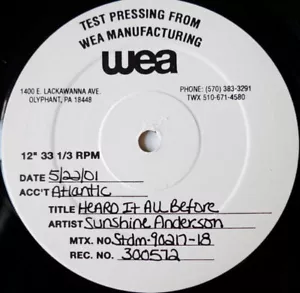 TEST PRESSING FROM
WEA MANUFACTURING
wea
1400 E. LACKAWANNA AVE.
OLYPHANT, PA 18448
PHONE: (570) 383-3291
TWX 510-671-4580
12" 33 1/3 RPM
DATE 5/22/01
ACC'T Atlantic
TITLE HEARD It All Before
ARTIST Sunshine Anderson
MTX. NO. Stdm-90217-18
REC. NO. 300572